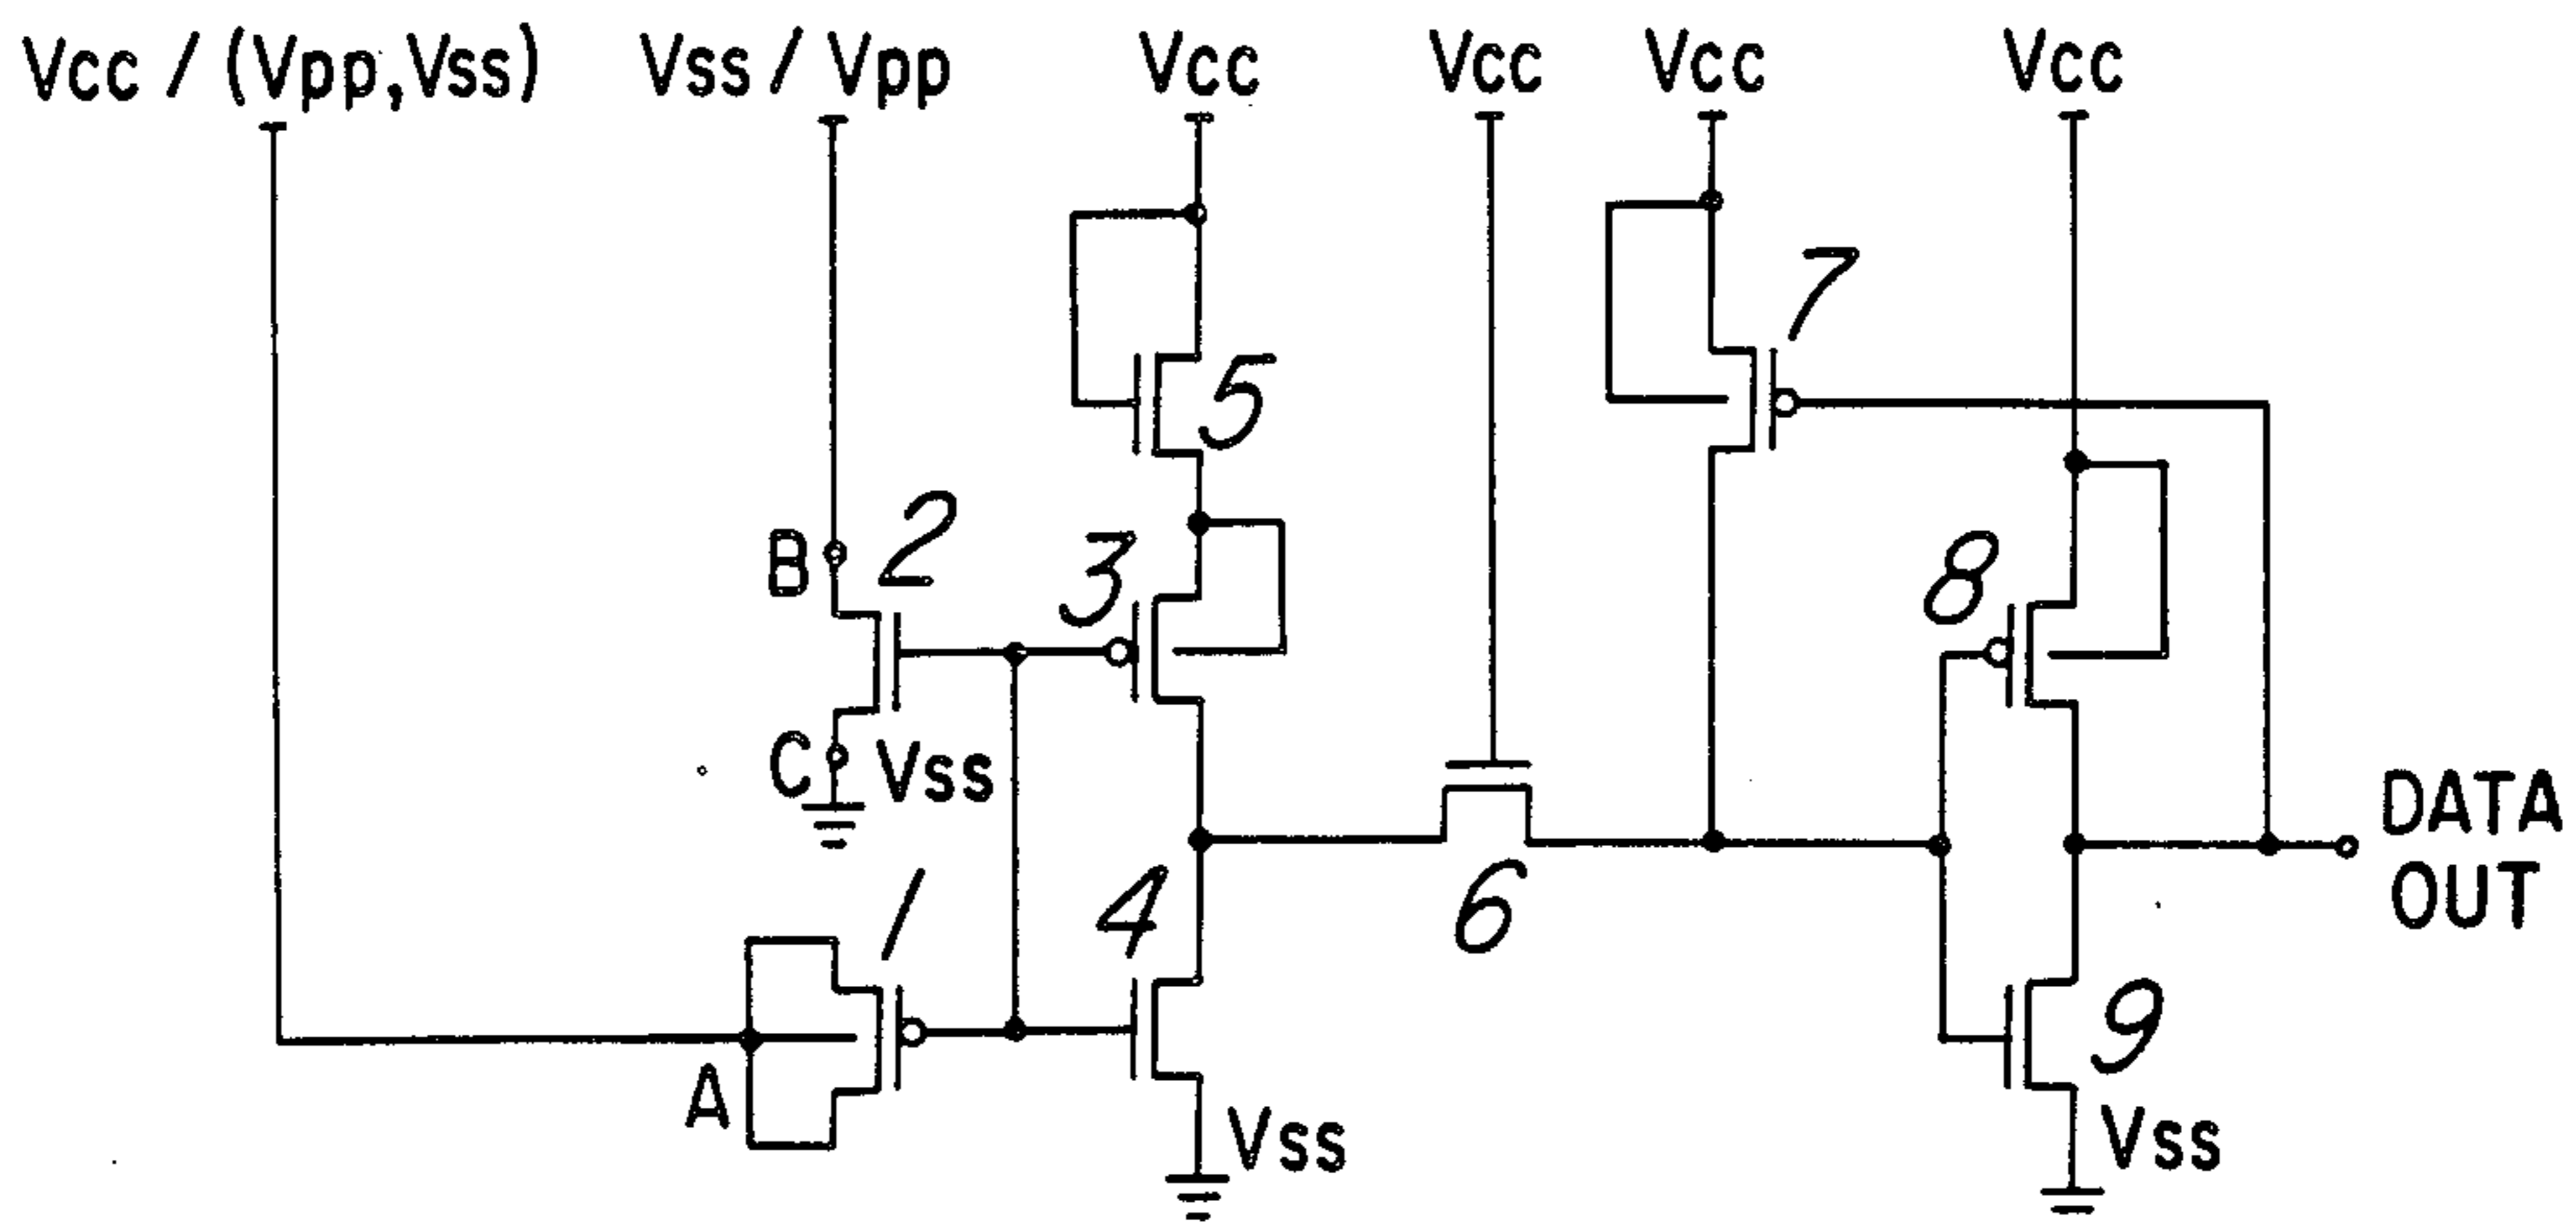 Vcc / (Vpp,Vss)
Vss / Vpp
Vcc
Vcc
Vcc
Vcc
7
5
2
B
3
8
C
Vss
1
4
6
DATA
OUT
9
A
Vss
Vss